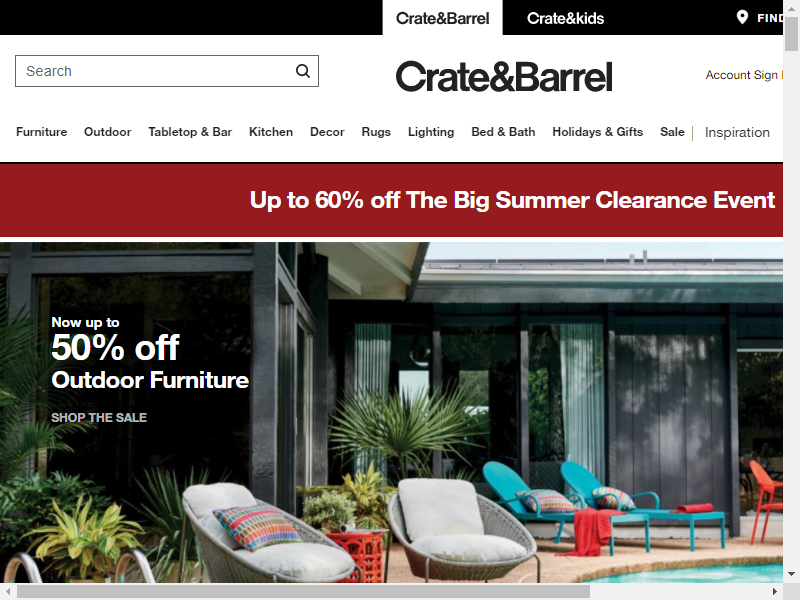 Crate&Barrel Crate&kids FIND
Search
Crate&Barrel
Account Sign
Furniture Outdoor Tabletop & Bar Kitchen Decor Rugs Lighting Bed & Bath Holidays & Gifts Sale Inspiration
Up to 60% off The Big Summer Clearance Event
Now up to
50% off
Outdoor Furniture
SHOP THE SALE